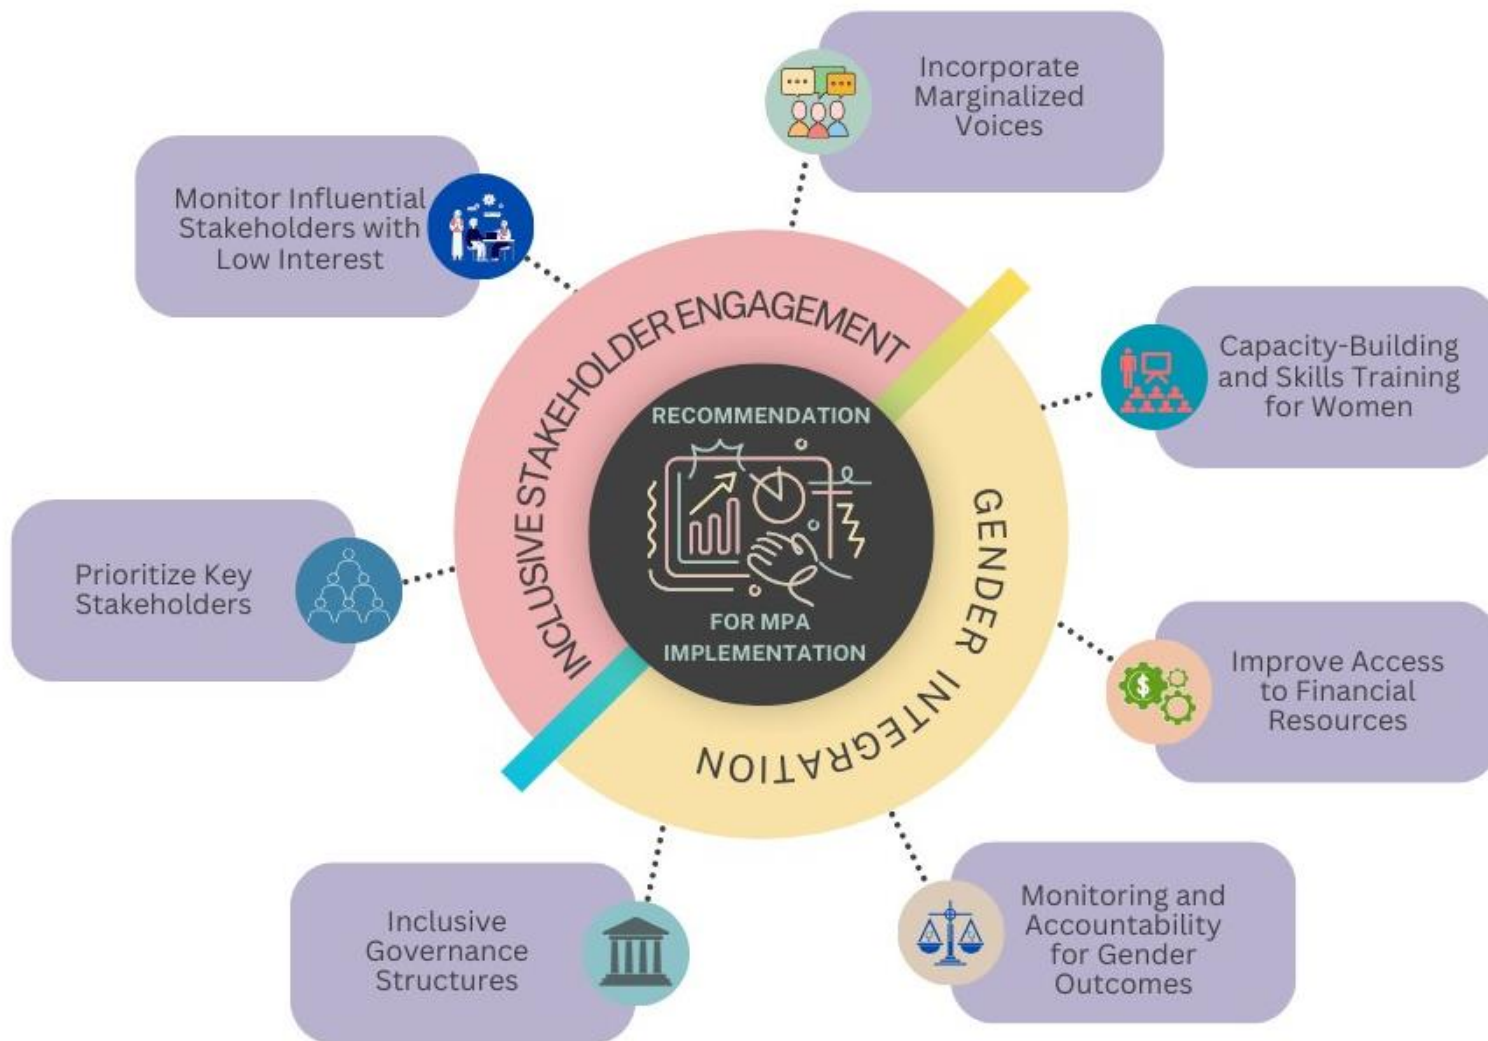 Incorporate
Marginalized
Voices
Monitor Influential
Stakeholders with
Low Interest
INCLUSIVE STAKEHOLDER ENGAGEMENT
Capacity-Building
and Skills Training
for Women
RECOMMENDATION
FOR MPA
IMPLEMENTATION
GENDER INTEGRATION
Prioritize Key
Stakeholders
Improve Access
to Financial
Resources
$
Inclusive
Governance
Structures
Monitoring and
Accountability
for Gender
Outcomes